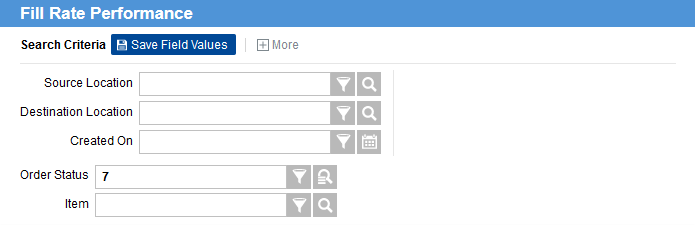 Fill Rate Performance
Search Criteria Save Field Values More
Source Location
Destination Location
Created On
Order Status 7
Item